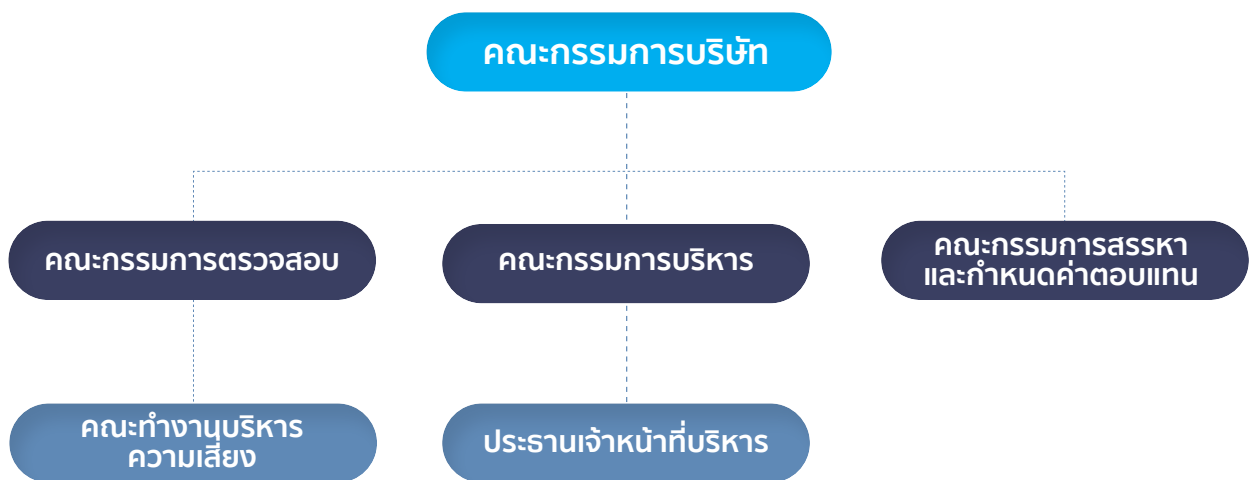 คณะกรรมการบริษัท
คณะกรรมการตรวจสอบ
คณะกรรมการบริหาร
คณะกรรมการสรรหา
และกำหนดค่าตอบแทน
คณะทำงานบริหาร
ความเสี่ยง
ประธานเจ้าหน้าที่บริหาร